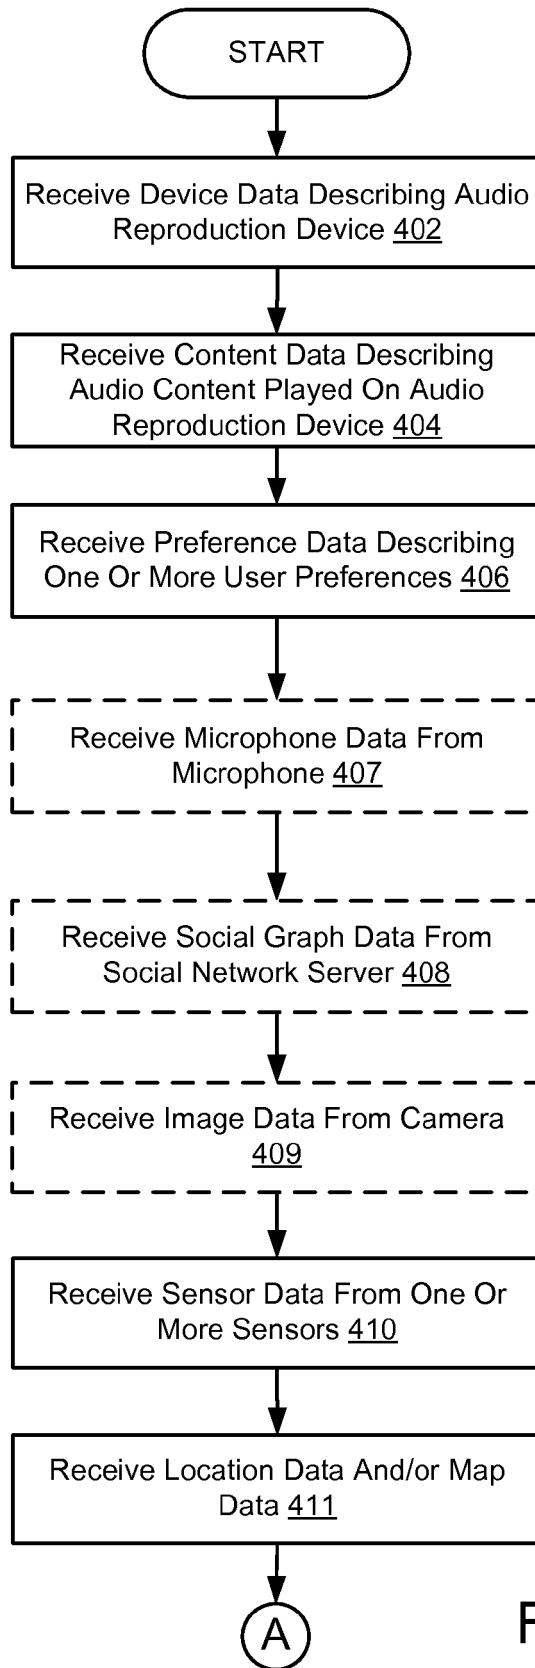 START
Receive Device Data Describing Audio
Reproduction Device 402
Receive Content Data Describing
Audio Content Played On Audio
Reproduction Device 404
Receive Preference Data Describing
One Or More User Preferences 406
Receive Microphone Data From
Microphone 407
Receive Social Graph Data From
Social Network Server 408
Receive Image Data From Camera
409
Receive Sensor Data From One Or
More Sensors 410
Receive Location Data And/or Map
Data 411
A
F